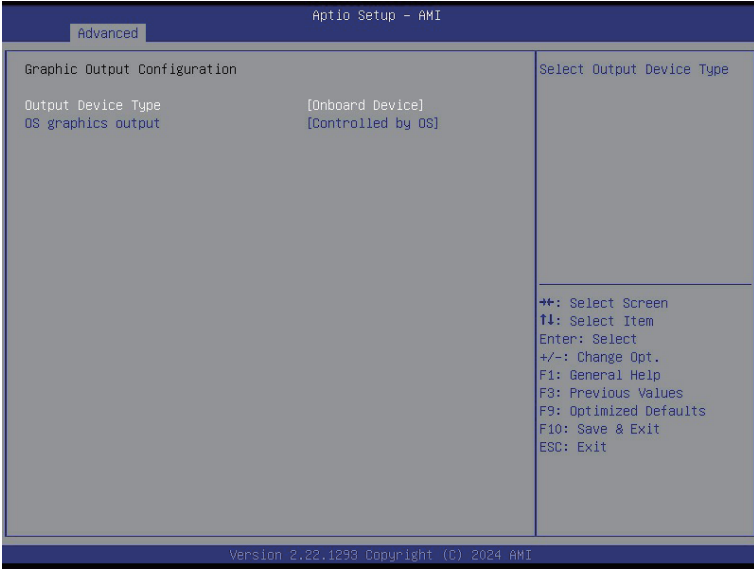 Aptio Setup – AMI
Advanced
Graphic Output Configuration
Output Device Type [Onboard Device]
OS graphics output [Controlled by OS]
Select Output Device Type
→←: Select Screen
↑↓: Select Item
Enter: Select
+/-: Change Opt.
F1: General Help
F3: Previous Values
F9: Optimized Defaults
F10: Save & Exit
ESC: Exit
Version 2.22.1293 Copyright (C) 2024 AMI